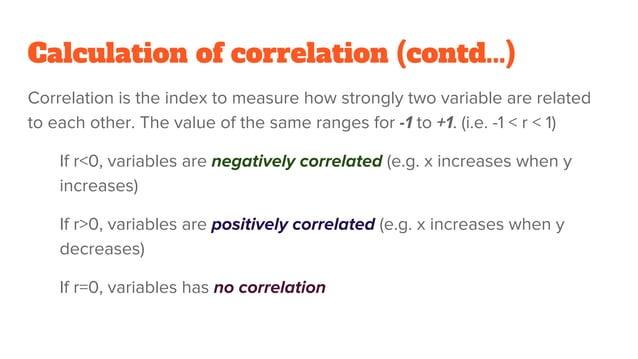 Calculation of correlation (contd...)
Correlation is the index to measure how strongly two variable are related
to each other. The value of the same ranges for -1 to +1. (i.e. -1 < r < 1)
If r<0, variables are negatively correlated (e.g. x increases when y
increases)
If r>0, variables are positively correlated (e.g. x increases when y
decreases)
If r=0, variables has no correlation